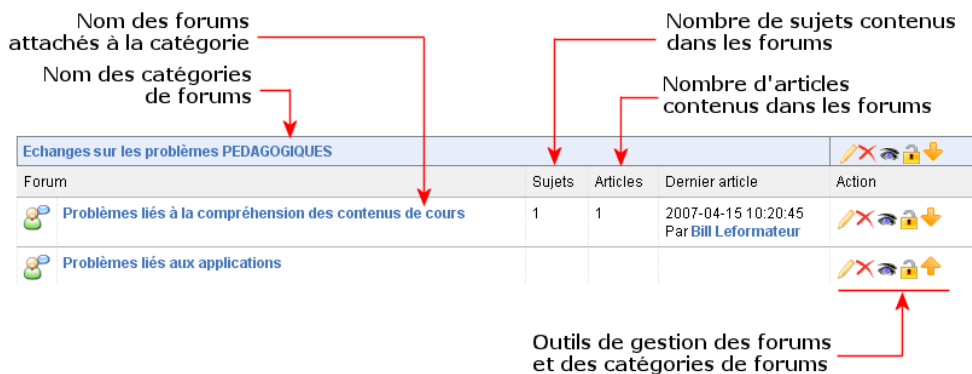 Nom des forums
attachés à la catégorie
Nom des catégories
de forums
Nombre de sujets contenus
dans les forums
Nombre d'articles
contenus dans les forums
Echanges sur les problèmes PEDAGOGIQUES
Forum Sujets Articles Dernier article Action
Problèmes liés à la compréhension des contenus de cours 1 1 2007-04-15 10:20:45
Par Bill Leformateur
Problèmes liés aux applications
Outils de gestion des forums
et des catégories de forums